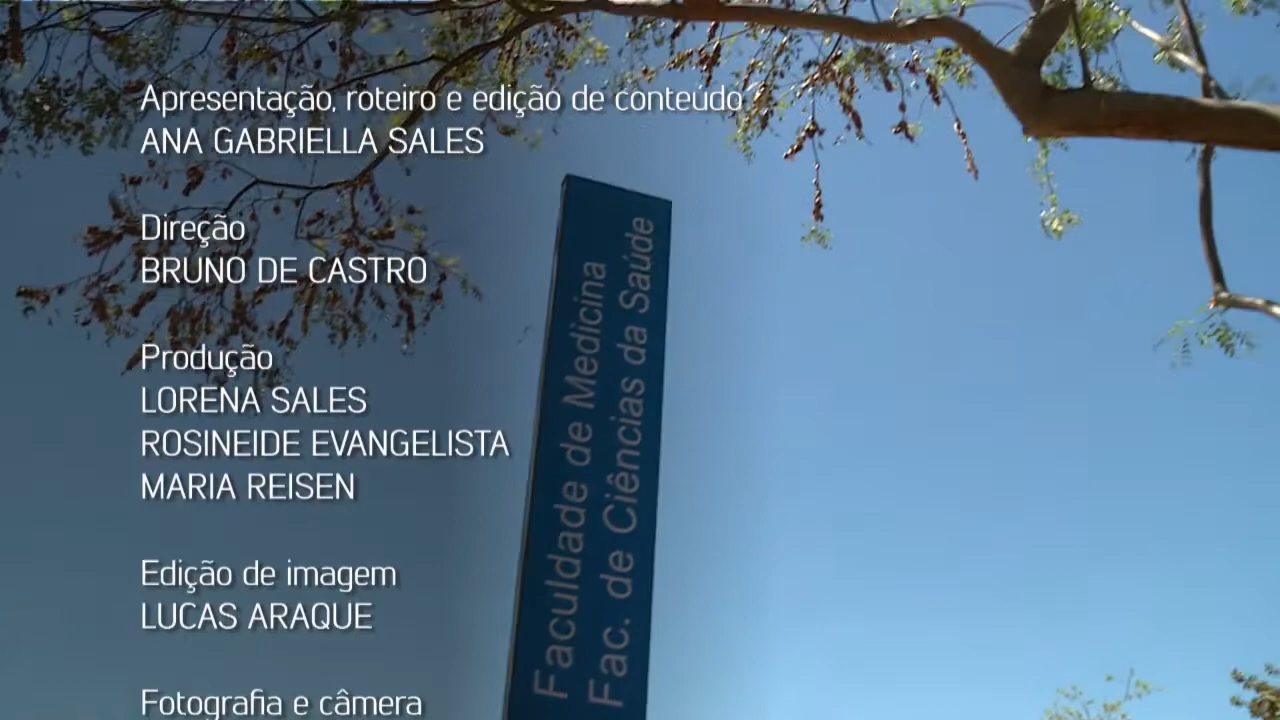 Apresentação, roteiro e edição de conteúdo
ANA GABRIELLA SALES
Direção
BRUNO DE CASTRO
Produção
LORENA SALES
ROSINEIDE EVANGELISTA
MARIA REISEN
Edição de imagem
LUCAS ARAQUE
Fotografia e câmera
Faculdade de Medicina
Fac. de Ciências da Saúde